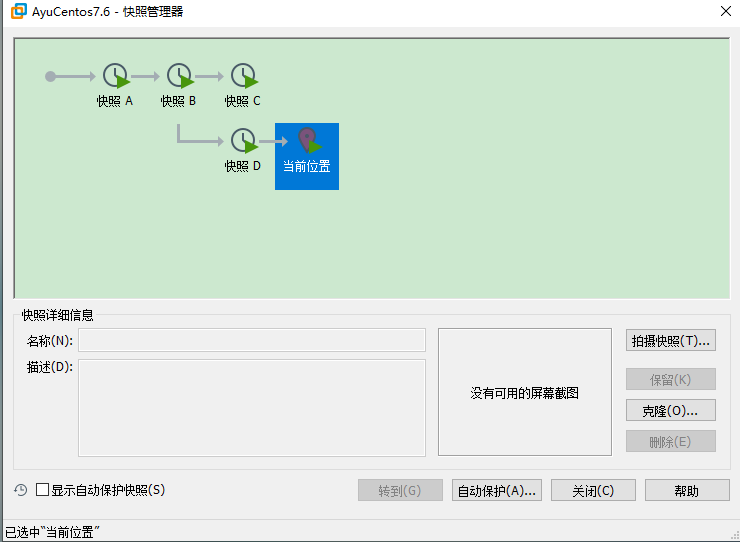 AyuCentos7.6 - 快照管理器
快照 A
快照 B
快照 C
快照 D
当前位置
快照详细信息
名称(N):
描述(D):
没有可用的屏幕截图
拍摄快照(T)...
保留(K)
克隆(O)...
删除(E)
显示自动保护快照(S)
转到(G)
自动保护(A)...
关闭(C)
帮助
已选中“当前位置”